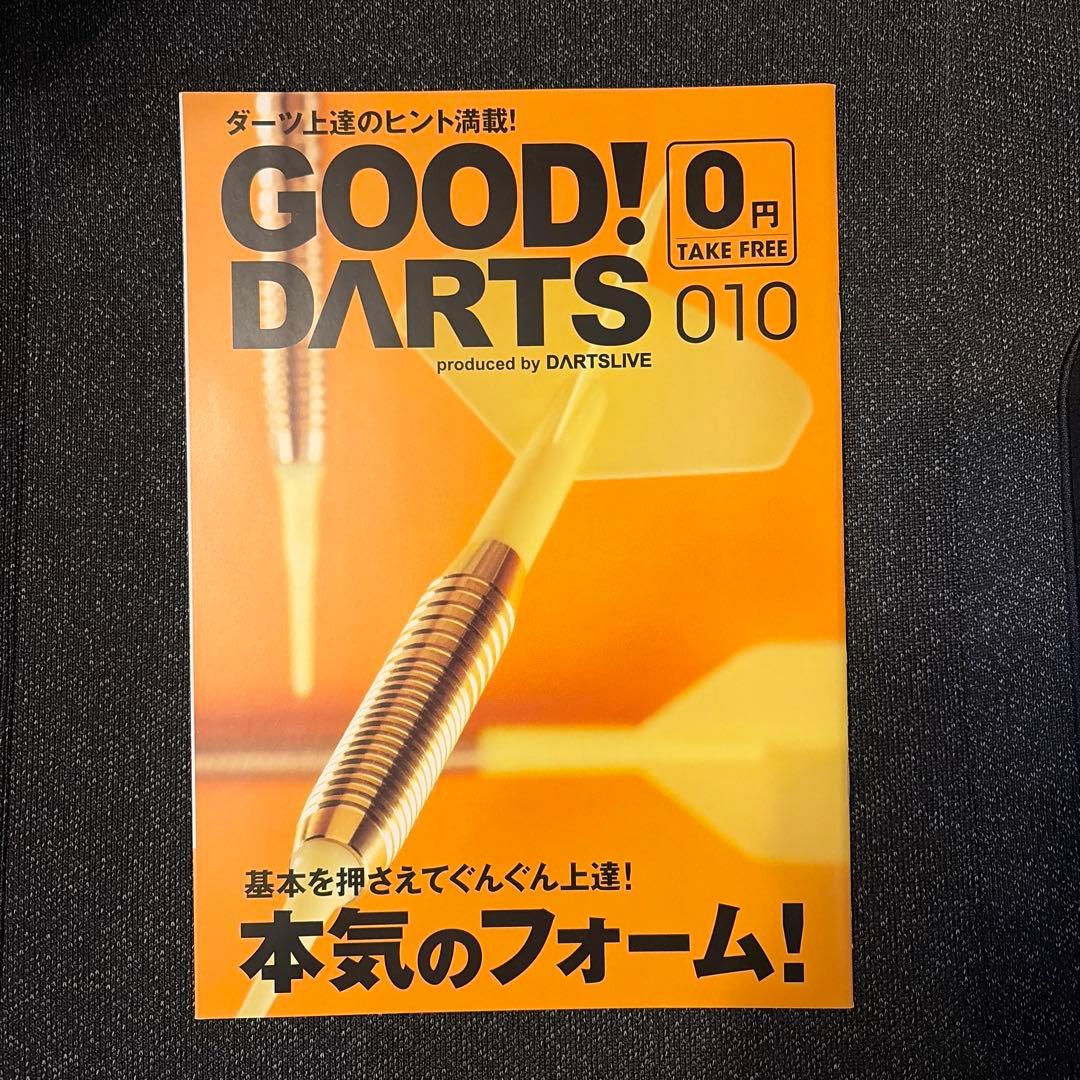 ダーツ上達のヒント満載!
GOOD!
0円
TAKE FREE
DARTS
010
produced by DARTSLIVE
基本を押さえてぐんぐん上達!
本気のフォーム!